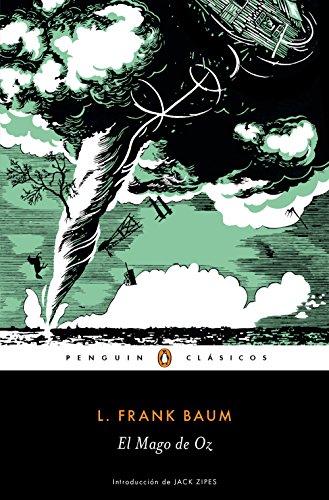 PENGUIN CLÁSICOS
L. FRANK BAUM
El Mago de Oz
Introducción de JACK ZIPES